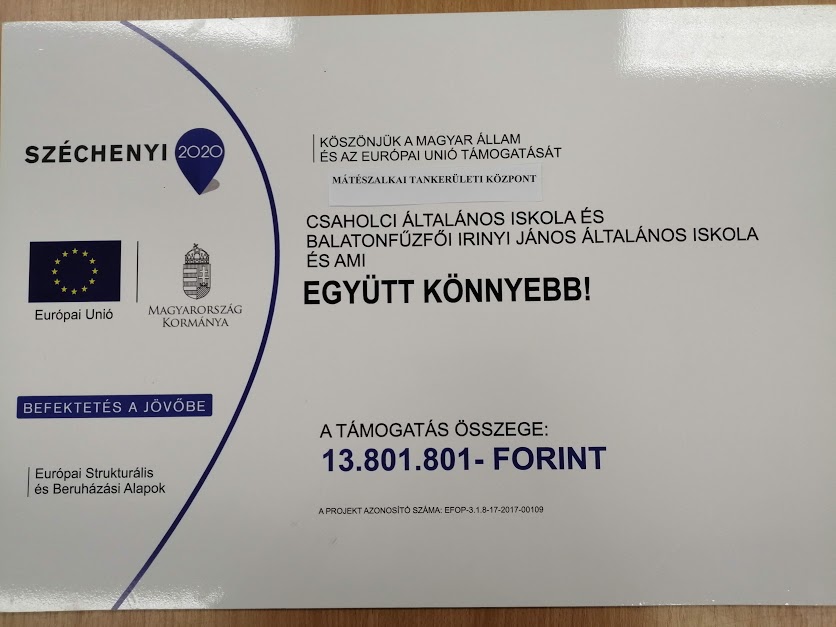 SZÉCHENYI 2020
Európai Unió
MAGYARORSZÁG
KORMÁNYA
BEFEKTETÉS A JÖVŐBE
Európai Strukturális
és Beruházási Alapok
KÖSZÖNJÜK A MAGYAR ÁLLAM
ÉS AZ EURÓPAI UNIÓ TÁMOGATÁSÁT
MÁTÉSZALKAI TANKERÜLETI KÖZPONT
CSAHOLCI ÁLTALÁNOS ISKOLA ÉS
BALATONFŰZFŐI IRINYI JÁNOS ÁLTALÁNOS ISKOLA
ÉS AMI
EGYÜTT KÖNNYEBB!
A TÁMOGATÁS ÖSSZEGE:
13.801.801- FORINT
A PROJEKT AZONOSÍTÓ SZÁMA: EFOP-3.1.8-17-2017-00109